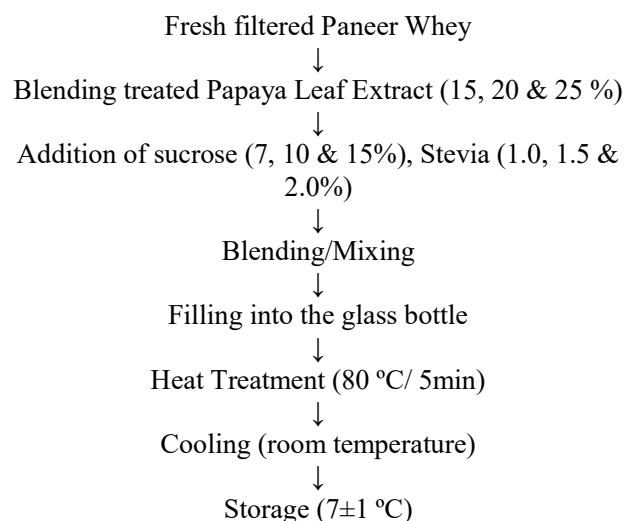 Fresh filtered Paneer Whey
↓
Blending treated Papaya Leaf Extract (15, 20 & 25 %)
↓
Addition of sucrose (7, 10 & 15%), Stevia (1.0, 1.5 &
2.0%)
↓
Blending/Mixing
↓
Filling into the glass bottle
↓
Heat Treatment (80 ºC/ 5min)
↓
Cooling (room temperature)
↓
Storage (7±1 ºC)